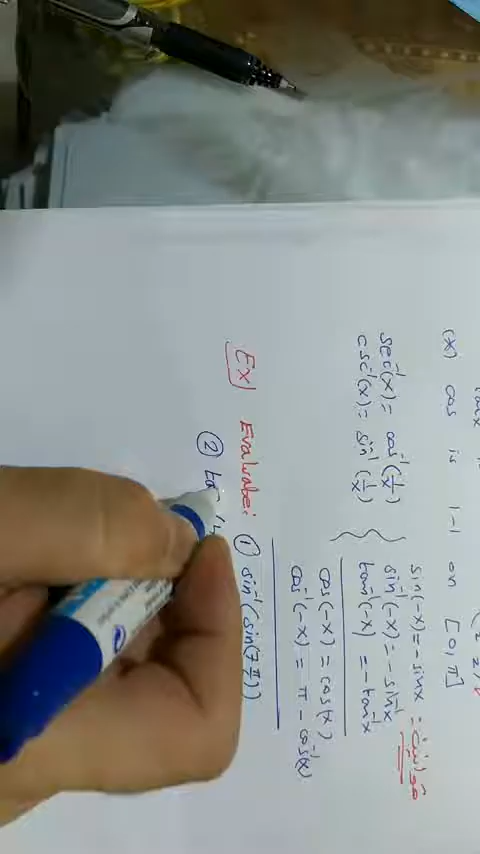 (*) cos is 1-1 on [0,π]
sin(-x) = -sinx
sec⁻¹(x) = cos⁻¹(1/x)
csc⁻¹(x) = sin⁻¹(1/x)
sin⁻¹(-x) = -sin⁻¹x
tan⁻¹(-x) = -tan⁻¹x
cos(-x) = cos(x)
cos⁻¹(-x) = π - cos⁻¹(x)
Ex) Evaluate: ① sin⁻¹(sin(7π/
② tan